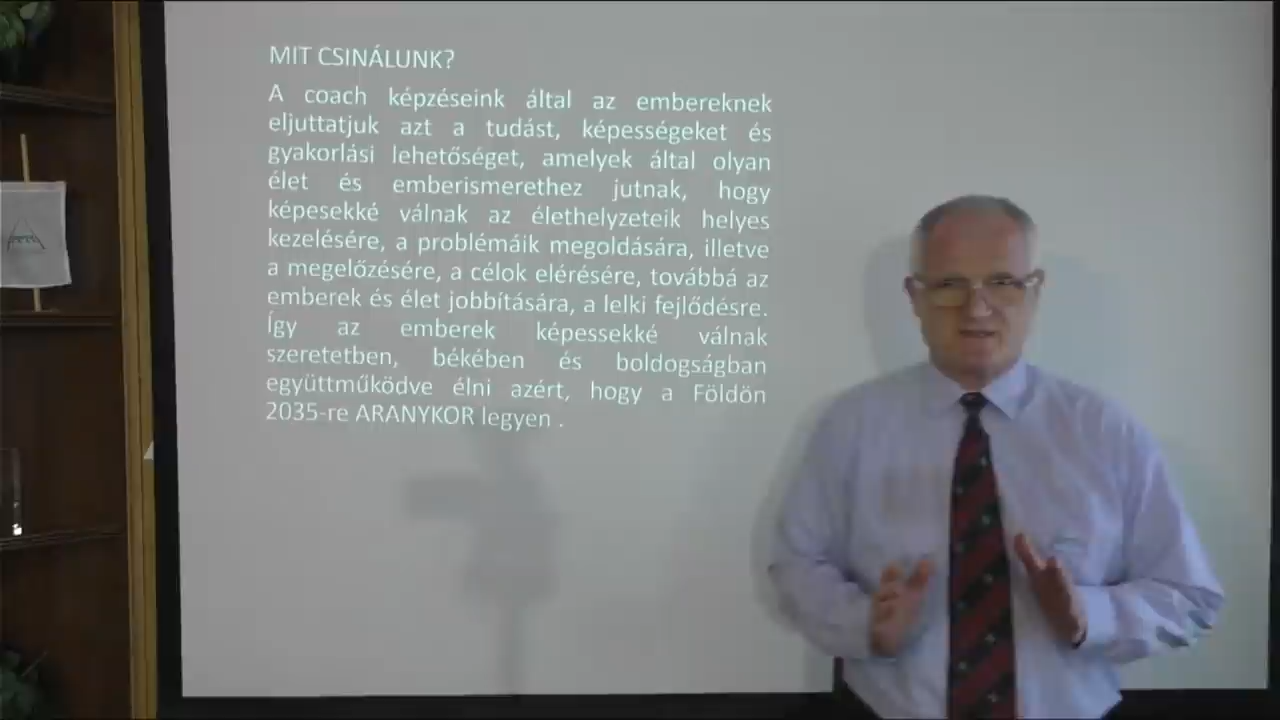 MIT CSINÁLUNK?
A coach képzéseink által az embereknek
eljuttatjuk azt a tudást, képességeket és
gyakorlási lehetőséget, amelyek által olyan
élet és emberismerethez jutnak, hogy
képesekké válnak az élethelyzeteik helyes
kezelésére, a problémáik megoldására, illetve
a megelőzésére, a célok elérésére, továbbá az
emberek és élet jobbítására, a lelki fejlődésre.
Így az emberek képessekké válnak
szeretetben, békében és boldogságban
együttműködve élni azért, hogy a Földön
2035-re ARANYKOR legyen .